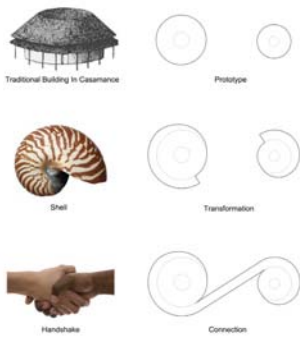 Traditional Building In Casamance
Prototype
Shell
Transformation
Handshake
Connection